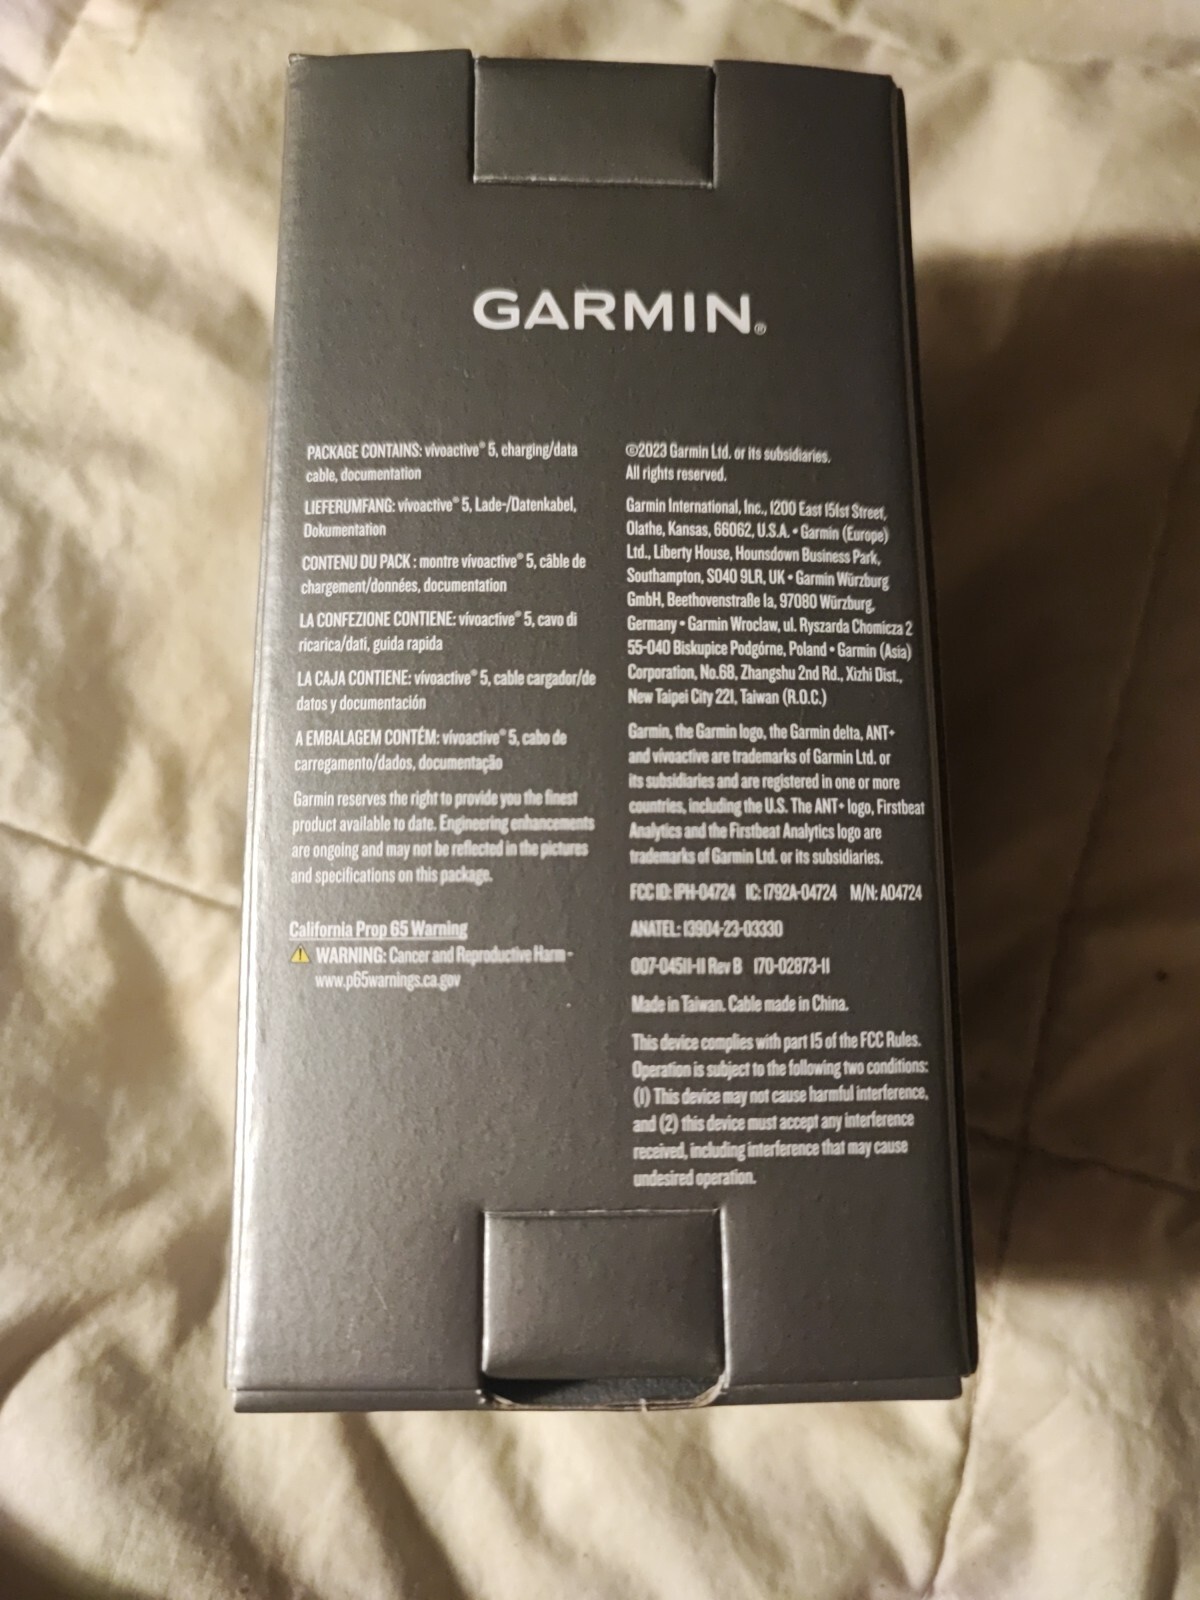 GARMIN®
PACKAGE CONTAINS: vívoactive® 5, charging/data
cable, documentation
LIEFERUMFANG: vívoactive® 5, Lade-/Datenkabel,
Dokumentation
CONTENU DU PACK : montre vívoactive® 5, câble de
chargement/données, documentation
LA CONFEZIONE CONTIENE: vívoactive® 5, cavo di
ricarica/dati, guida rapida
LA CAJA CONTIENE: vívoactive® 5, cable cargador/de
datos y documentación
A EMBALAGEM CONTÉM: vívoactive® 5, cabo de
carregamento/dados, documentação
Garmin reserves the right to provide you the finest
product available to date. Engineering enhancements
are ongoing and may not be reflected in the pictures
and specifications on this package.
California Prop 65 Warning
⚠ WARNING: Cancer and Reproductive Harm -
www.p65warnings.ca.gov
©2023 Garmin Ltd. or its subsidiaries.
All rights reserved.
Garmin International, Inc., 1200 East 151st Street,
Olathe, Kansas, 66062, U.S.A. • Garmin (Europe)
Ltd., Liberty House, Hounsdown Business Park,
Southampton, SO40 9LR, UK • Garmin Würzburg
GmbH, Beethovenstraße 1a, 97080 Würzburg,
Germany • Garmin Wroclaw, ul. Ryszarda Chomicza 2
55-040 Biskupice Podgórne, Poland • Garmin (Asia)
Corporation, No.68, Zhangshu 2nd Rd., Xizhi Dist.,
New Taipei City 221, Taiwan (R.O.C.)
Garmin, the Garmin logo, the Garmin delta, ANT+
and vívoactive are trademarks of Garmin Ltd. or
its subsidiaries and are registered in one or more
countries, including the U.S. The ANT+ logo, Firstbeat
Analytics and the Firstbeat Analytics logo are
trademarks of Garmin Ltd. or its subsidiaries.
FCC ID: IPH-04724 IC: 1792A-04724 M/N: A04724
ANATEL: 13904-23-03330
007-04511-11 Rev B 170-02873-11
Made in Taiwan. Cable made in China.
This device complies with part 15 of the FCC Rules.
Operation is subject to the following two conditions:
(1) This device may not cause harmful interference,
and (2) this device must accept any interference
received, including interference that may cause
undesired operation.